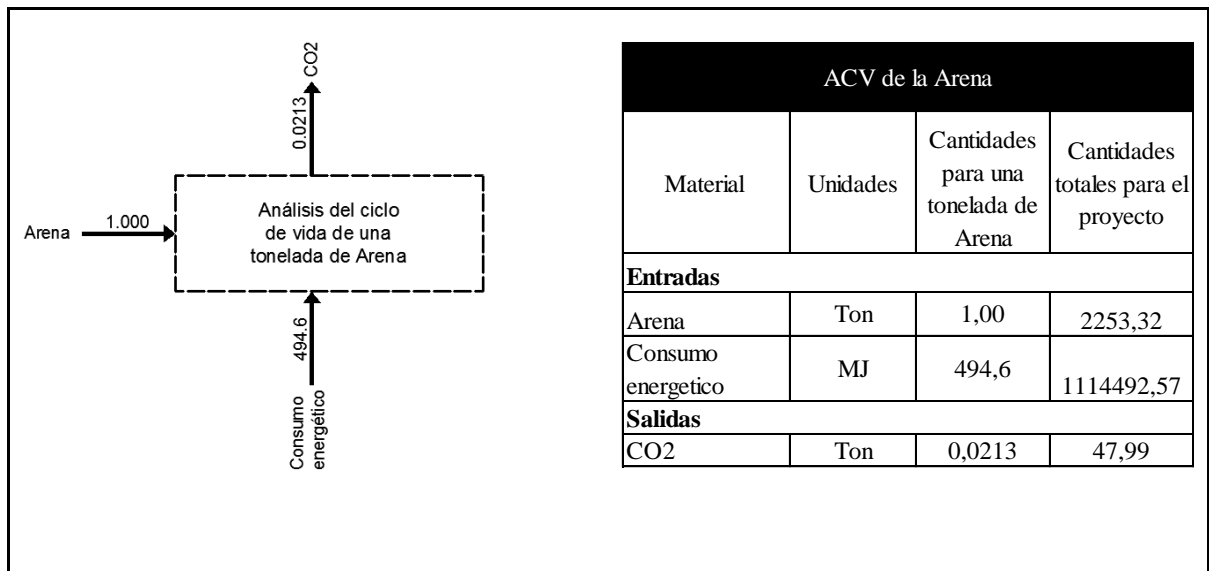 CO2
0.0213
Arena 1.000
Análisis del ciclo
de vida de una
tonelada de Arena
494.6
Consumo
energético
ACV de la Arena
Material
Unidades
Cantidades
para una
tonelada de
Arena
Cantidades
totales para el
proyecto
Entradas
Arena Ton 1,00 2253,32
Consumo
energetico MJ 494,6 1114492,57
Salidas
CO2 Ton 0,0213 47,99